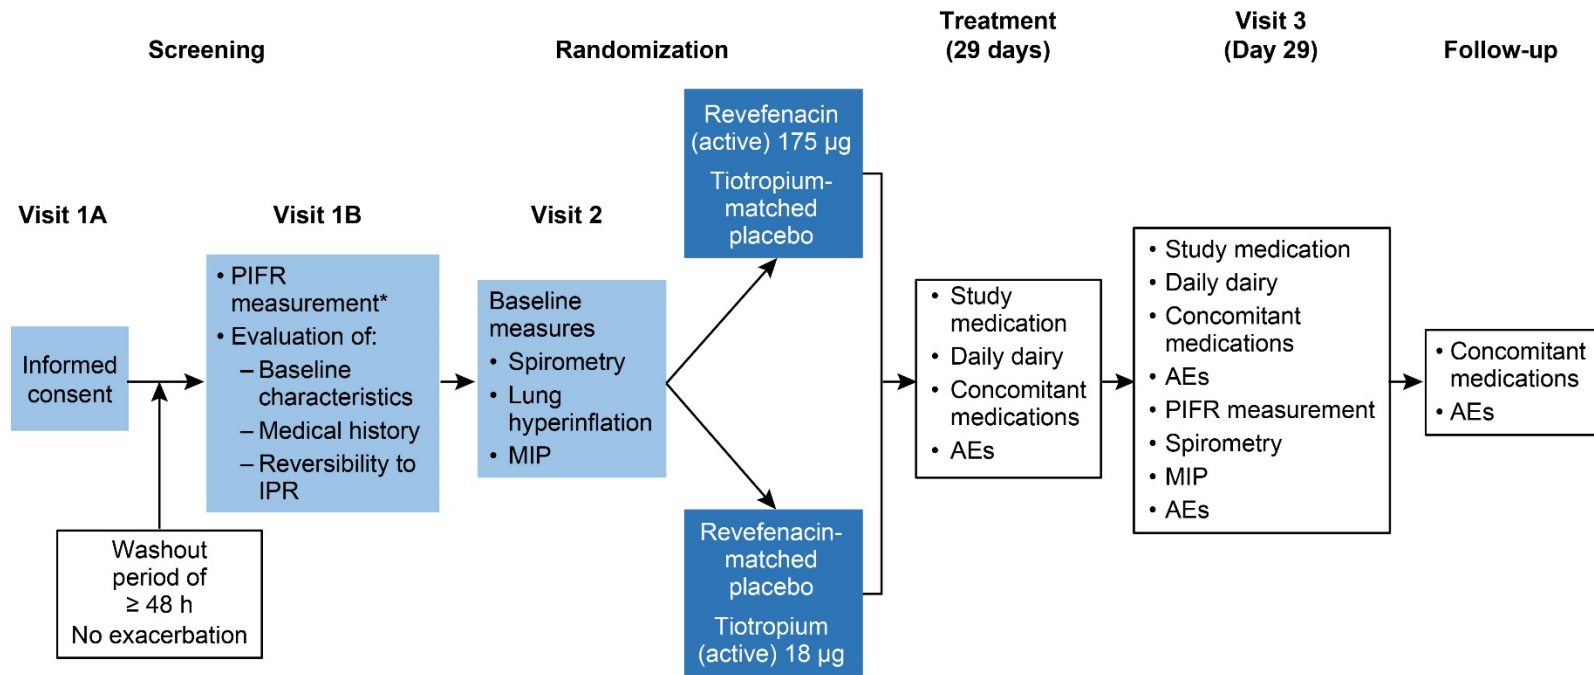 Screening
Randomization
Treatment
(29 days)
Visit 3
(Day 29)
Follow-up
Visit 1A
Visit 1B
Visit 2
Informed
consent
Washout
period of
≥ 48 h
No exacerbation
• PIFR
measurement*
• Evaluation of:
– Baseline
characteristics
– Medical history
– Reversibility to
IPR
Baseline
measures
• Spirometry
• Lung
hyperinflation
• MIP
Revefenacin
(active) 175 µg
Tiotropium-
matched
placebo
Revefenacin-
matched
placebo
Tiotropium
(active) 18 µg
• Study
medication
• Daily dairy
• Concomitant
medications
• AEs
• Study medication
• Daily dairy
• Concomitant
medications
• AEs
• PIFR measurement
• Spirometry
• MIP
• AEs
• Concomitant
medications
• AEs